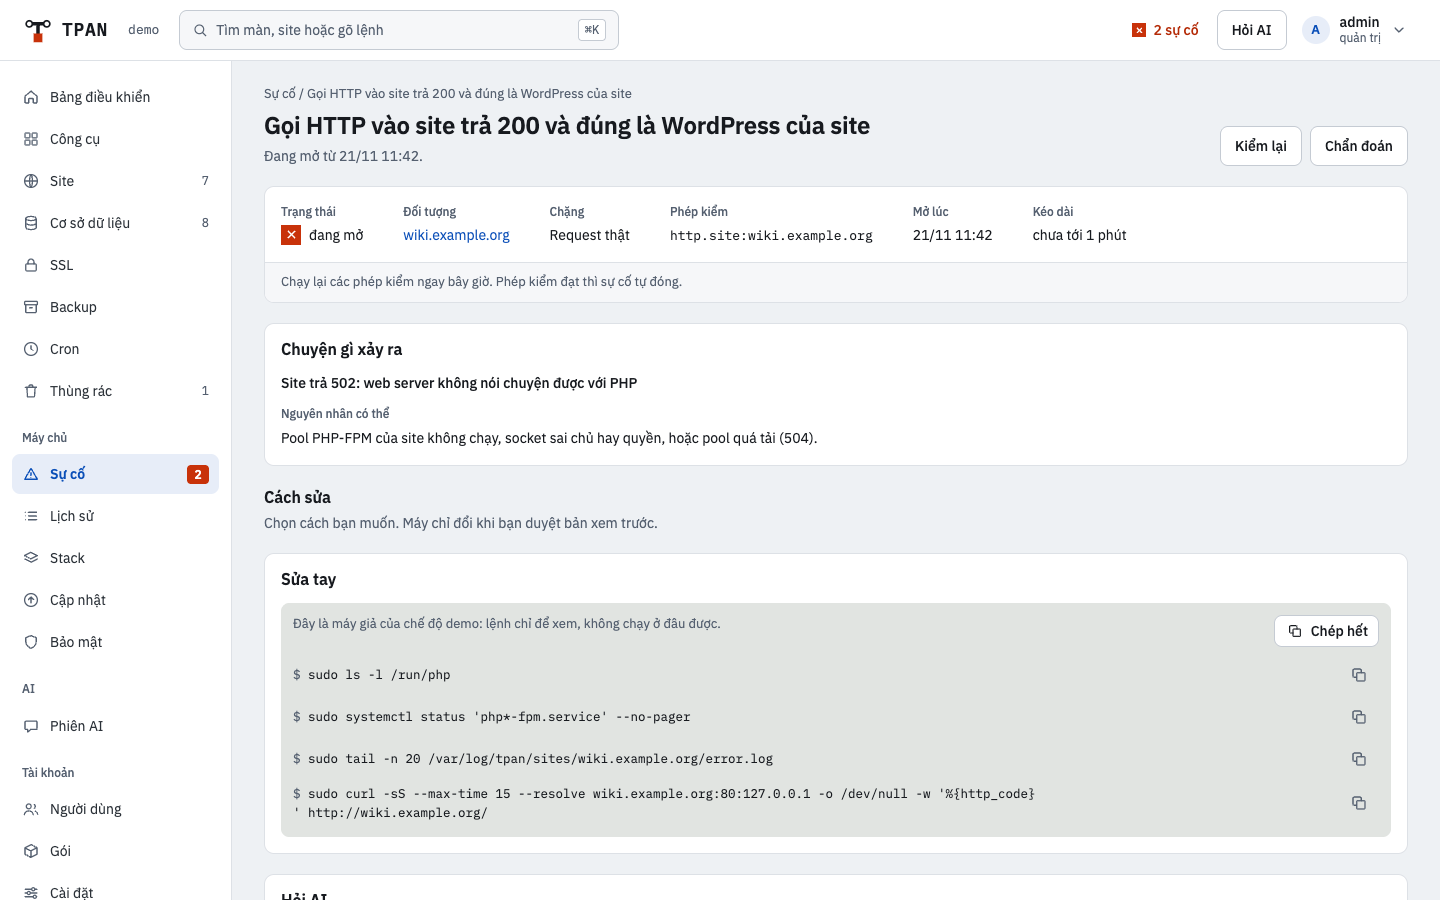 TPAN
demo
Tìm màn, site hoặc gõ lệnh
⌘K
2 sự cố
Hỏi AI
A
admin
quản trị
Bảng điều khiển
Công cụ
Site 7
Cơ sở dữ liệu 8
SSL
Backup
Cron
Thùng rác 1
Máy chủ
Sự cố 2
Lịch sử
Stack
Cập nhật
Bảo mật
AI
Phiên AI
Tài khoản
Người dùng
Gói
Cài đặt
Sự cố / Gọi HTTP vào site trả 200 và đúng là WordPress của site
Gọi HTTP vào site trả 200 và đúng là WordPress của site
Đang mở từ 21/11 11:42.
Kiểm lại
Chẩn đoán
Trạng thái
đang mở
Đối tượng
wiki.example.org
Chặng
Request thật
Phép kiểm
http.site:wiki.example.org
Mở lúc
21/11 11:42
Kéo dài
chưa tới 1 phút
Chạy lại các phép kiểm ngay bây giờ. Phép kiểm đạt thì sự cố tự đóng.
Chuyện gì xảy ra
Site trả 502: web server không nói chuyện được với PHP
Nguyên nhân có thể
Pool PHP-FPM của site không chạy, socket sai chủ hay quyền, hoặc pool quá tải (504).
Cách sửa
Chọn cách bạn muốn. Máy chỉ đổi khi bạn duyệt bản xem trước.
Sửa tay
Đây là máy giả của chế độ demo: lệnh chỉ để xem, không chạy ở đâu được.
Chép hết
$ sudo ls -l /run/php
$ sudo systemctl status 'php*-fpm.service' --no-pager
$ sudo tail -n 20 /var/log/tpan/sites/wiki.example.org/error.log
$ sudo curl -sS --max-time 15 --resolve wiki.example.org:80:127.0.0.1 -o /dev/null -w '%{http_code}
' http://wiki.example.org/
Hỏi AI